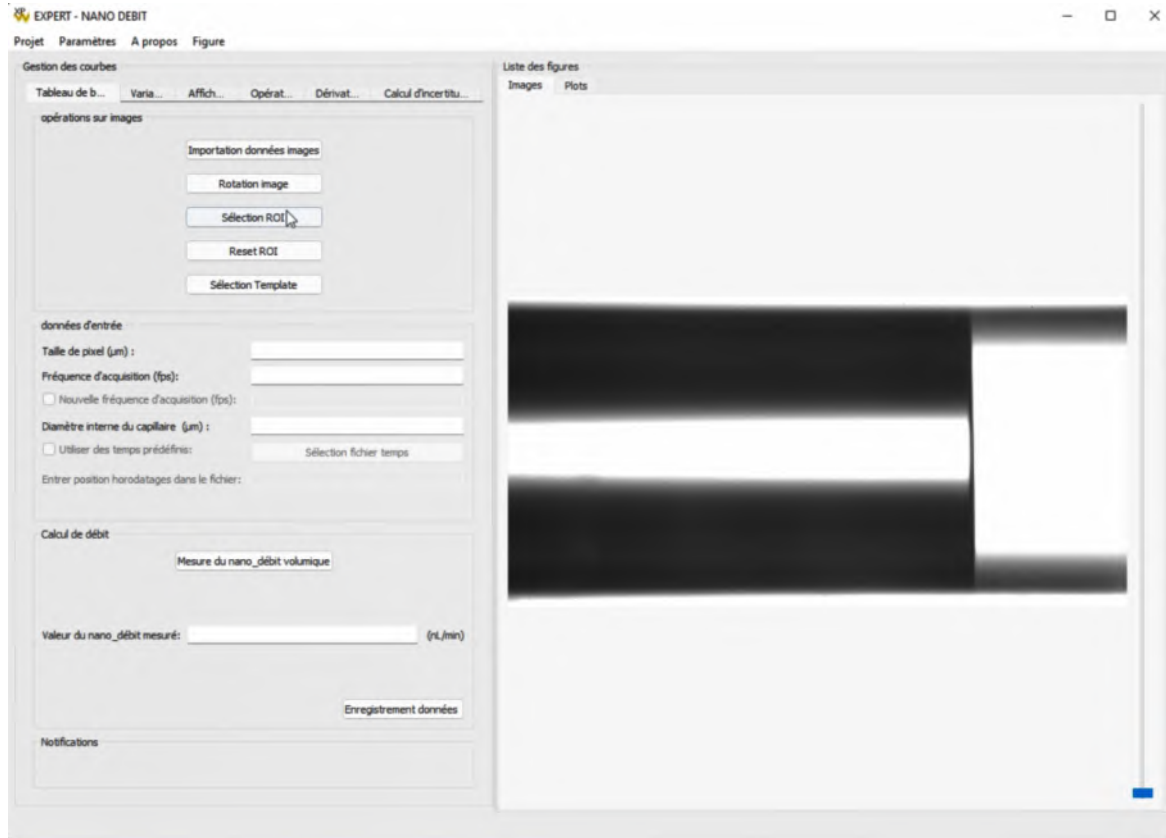 EXPERT - NANO DEBIT
Projet Paramètres A propos Figure
Gestion des courbes
Tableau de b... Varia... Affich... Opérat... Dérivat... Calcul d'incertitu...
opérations sur images
Importation données images
Rotation image
Sélection ROI
Reset ROI
Sélection Template
données d'entrée
Taille de pixel (µm) :
Fréquence d'acquisition (fps):
Nouvelle fréquence d'acquisition (fps):
Diamètre interne du capillaire (µm) :
Utiliser des temps prédéfinis: Sélection fichier temps
Entrer position horodatages dans le fichier:
Calcul de débit
Mesure du nano_débit volumique
Valeur du nano_débit mesuré: (nL/min)
Enregistrement données
Notifications
Liste des figures
Images Plots